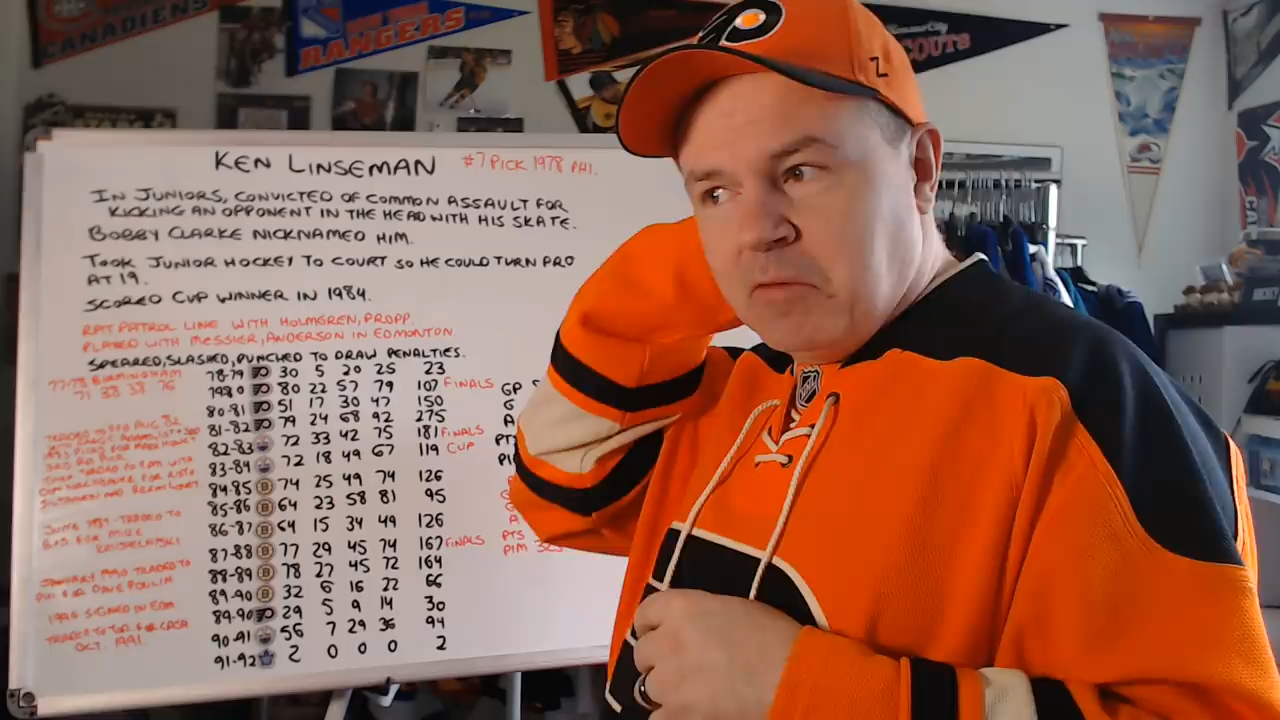 CANADIENS
NEW YORK
RANGERS
SCOUTS
Z
KEN LINSEMAN #7 PICK 1978 PHI.
IN JUNIORS, CONVICTED OF COMMON ASSAULT FOR
KICKING AN OPPONENT IN THE HEAD WITH HIS SKATE.
BOBBY CLARKE NICKNAMED HIM.
TOOK JUNIOR HOCKEY TO COURT SO HE COULD TURN PRO
AT 19.
SCORED CUP WINNER IN 1984.
RAT PATROL LINE WITH HOLMGREN, PROPP.
PLAYED WITH MESSIER, ANDERSON IN EDMONTON.
SPEARED, SLASHED, PUNCHED TO DRAW PENALTIES.
77-78 BIRMINGHAM
71 38 38 76
78-79 30 5 20 25 23
79 80 80 22 57 79 107 FINALS
80-81 51 17 30 47 150
81-82 79 24 68 92 275
82-83 72 33 42 75 181 FINALS
83-84 72 18 49 67 119 CUP
84-85 74 25 49 74 126
85-86 64 23 58 81 95
86-87 64 15 34 49 126
87-88 77 29 45 74 167 FINALS
88-89 78 27 45 72 164
89-90 32 6 16 22 66
89-90 29 5 9 14 30
90-91 56 7 29 36 94
91-92 2 0 0 0 2
TRADED TO
AUG 82
JUNE 1984 - TRADED TO
BOS FOR MIKE
KRUSHELNISKI
JANUARY 1990 TRADED TO
PHI FOR DAVE POULIN
SIGNED IN EDM
TRADED TO TOR. FOR CASH
OCT. 1991.
GP
G
A
PTS
A
PTS
PIM
NHL